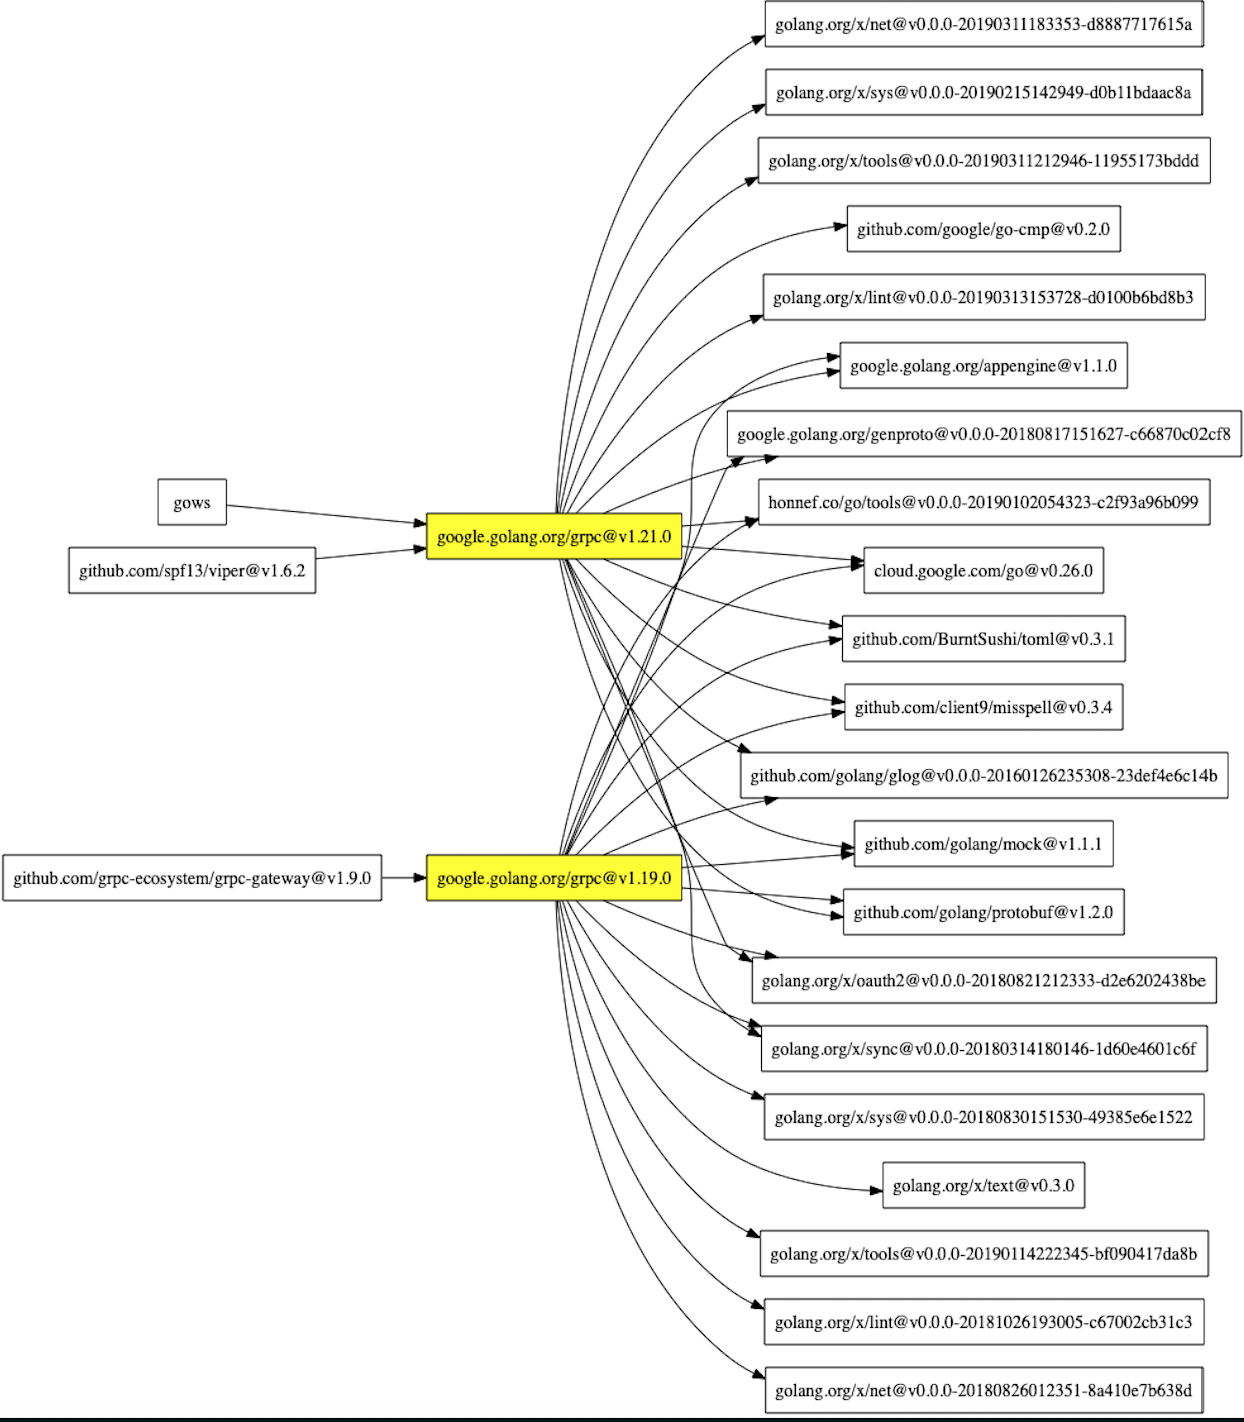 golang.org/x/net@v0.0.0-20190311183353-d8887717615a
golang.org/x/sys@v0.0.0-20190215142949-d0b11bdaac8a
golang.org/x/tools@v0.0.0-20190311212946-11955173bddd
github.com/google/go-cmp@v0.2.0
golang.org/x/lint@v0.0.0-20190313153728-d0100b6bd8b3
google.golang.org/appengine@v1.1.0
google.golang.org/genproto@v0.0.0-20180817151627-c66870c02cf8
gows
honnef.co/go/tools@v0.0.0-20190102054323-c2f93a96b099
google.golang.org/grpc@v1.21.0
github.com/spf13/viper@v1.6.2
cloud.google.com/go@v0.26.0
github.com/BurntSushi/toml@v0.3.1
github.com/client9/misspell@v0.3.4
github.com/golang/glog@v0.0.0-20160126235308-23def4e6c14b
github.com/golang/mock@v1.1.1
github.com/grpc-ecosystem/grpc-gateway@v1.9.0
google.golang.org/grpc@v1.19.0
github.com/golang/protobuf@v1.2.0
golang.org/x/oauth2@v0.0.0-20180821212333-d2e6202438be
golang.org/x/sync@v0.0.0-20180314180146-1d60e4601c6f
golang.org/x/sys@v0.0.0-20180830151530-49385e6e1522
golang.org/x/text@v0.3.0
golang.org/x/tools@v0.0.0-20190114222345-bf090417da8b
golang.org/x/lint@v0.0.0-20181026193005-c67002cb31c3
golang.org/x/net@v0.0.0-20180826012351-8a410e7b638d